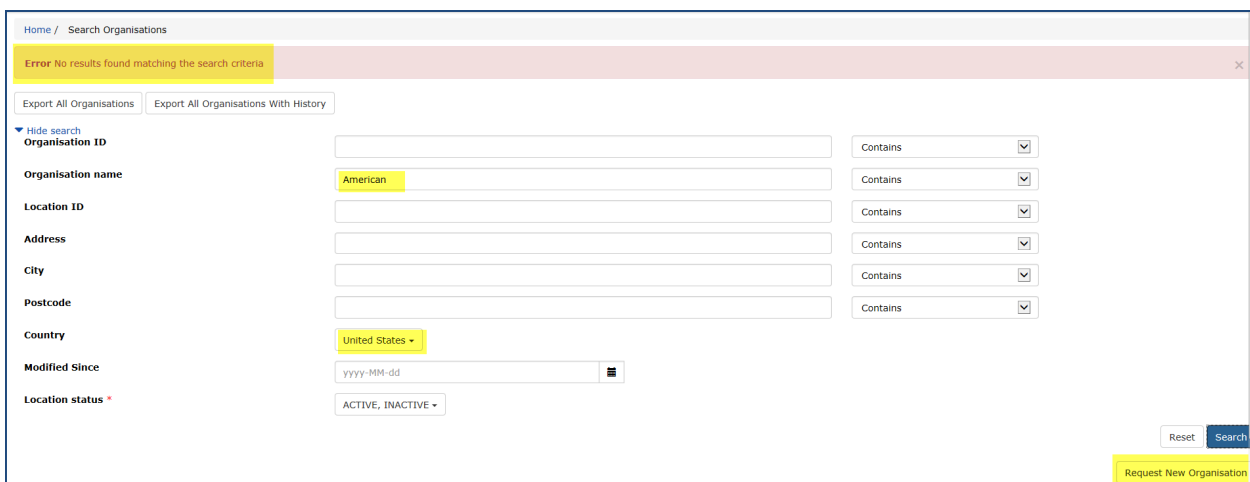 Home / Search Organisations
Error No results found matching the search criteria ×
Export All Organisations Export All Organisations With History
Hide search
Organisation ID Contains
Organisation name American Contains
Location ID Contains
Address Contains
City Contains
Postcode Contains
Country United States
Modified Since yyyy-MM-dd
Location status * ACTIVE, INACTIVE
Reset Search
Request New Organisation